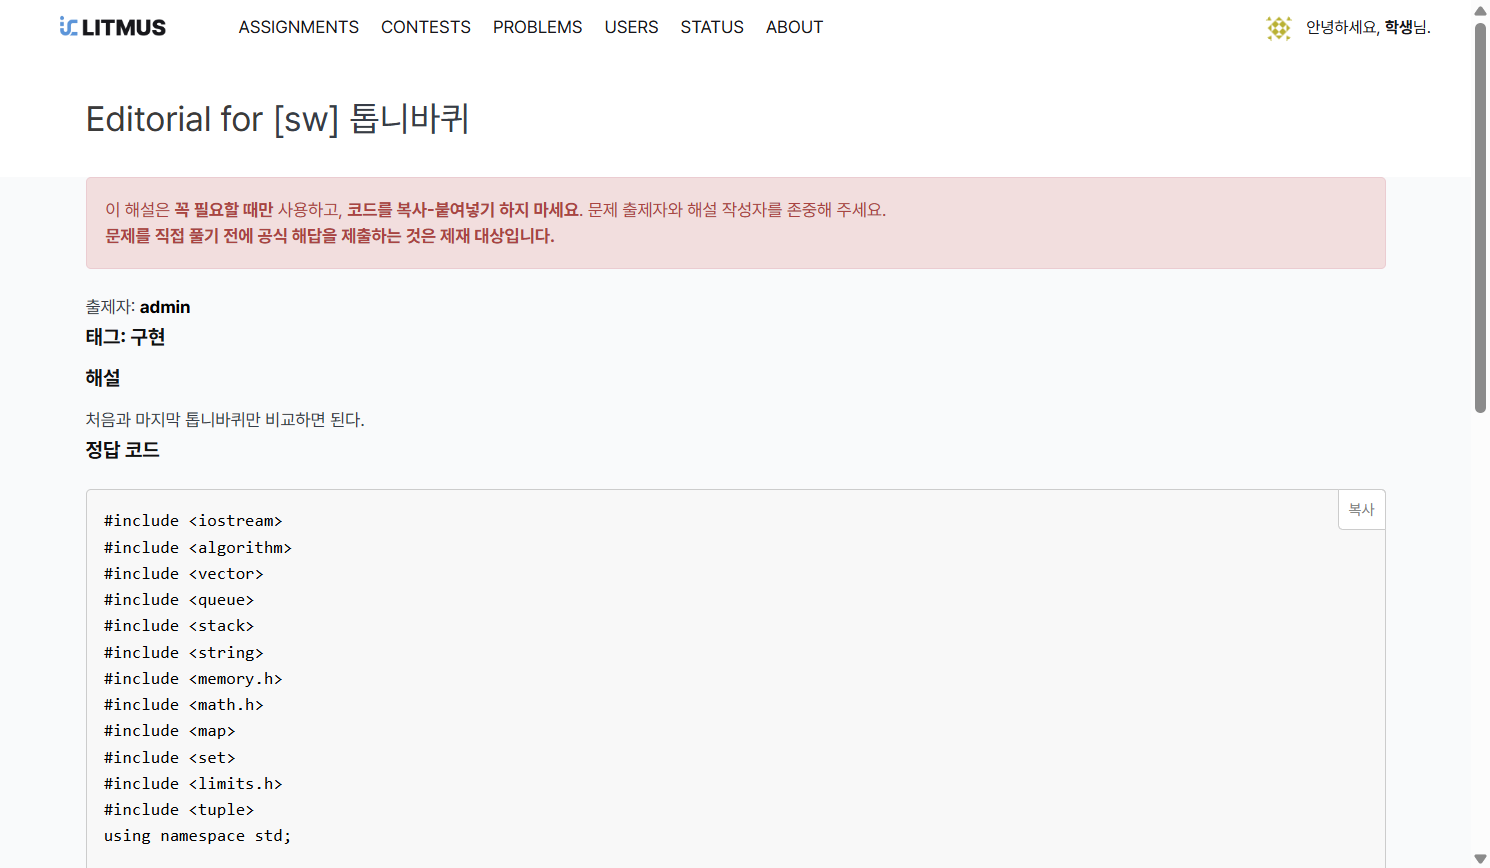 LITMUS ASSIGNMENTS CONTESTS PROBLEMS USERS STATUS ABOUT 안녕하세요, 학생님.
Editorial for [sw] 톱니바퀴
이 해설은 꼭 필요할 때만 사용하고, 코드를 복사-붙여넣기 하지 마세요. 문제 출제자와 해설 작성자를 존중해 주세요.
문제를 직접 풀기 전에 공식 해답을 제출하는 것은 제재 대상입니다.
출제자: admin
태그: 구현
해설
처음과 마지막 톱니바퀴만 비교하면 된다.
정답 코드
복사
#include <iostream>
#include <algorithm>
#include <vector>
#include <queue>
#include <stack>
#include <string>
#include <memory.h>
#include <math.h>
#include <map>
#include <set>
#include <limits.h>
#include <tuple>
using namespace std;